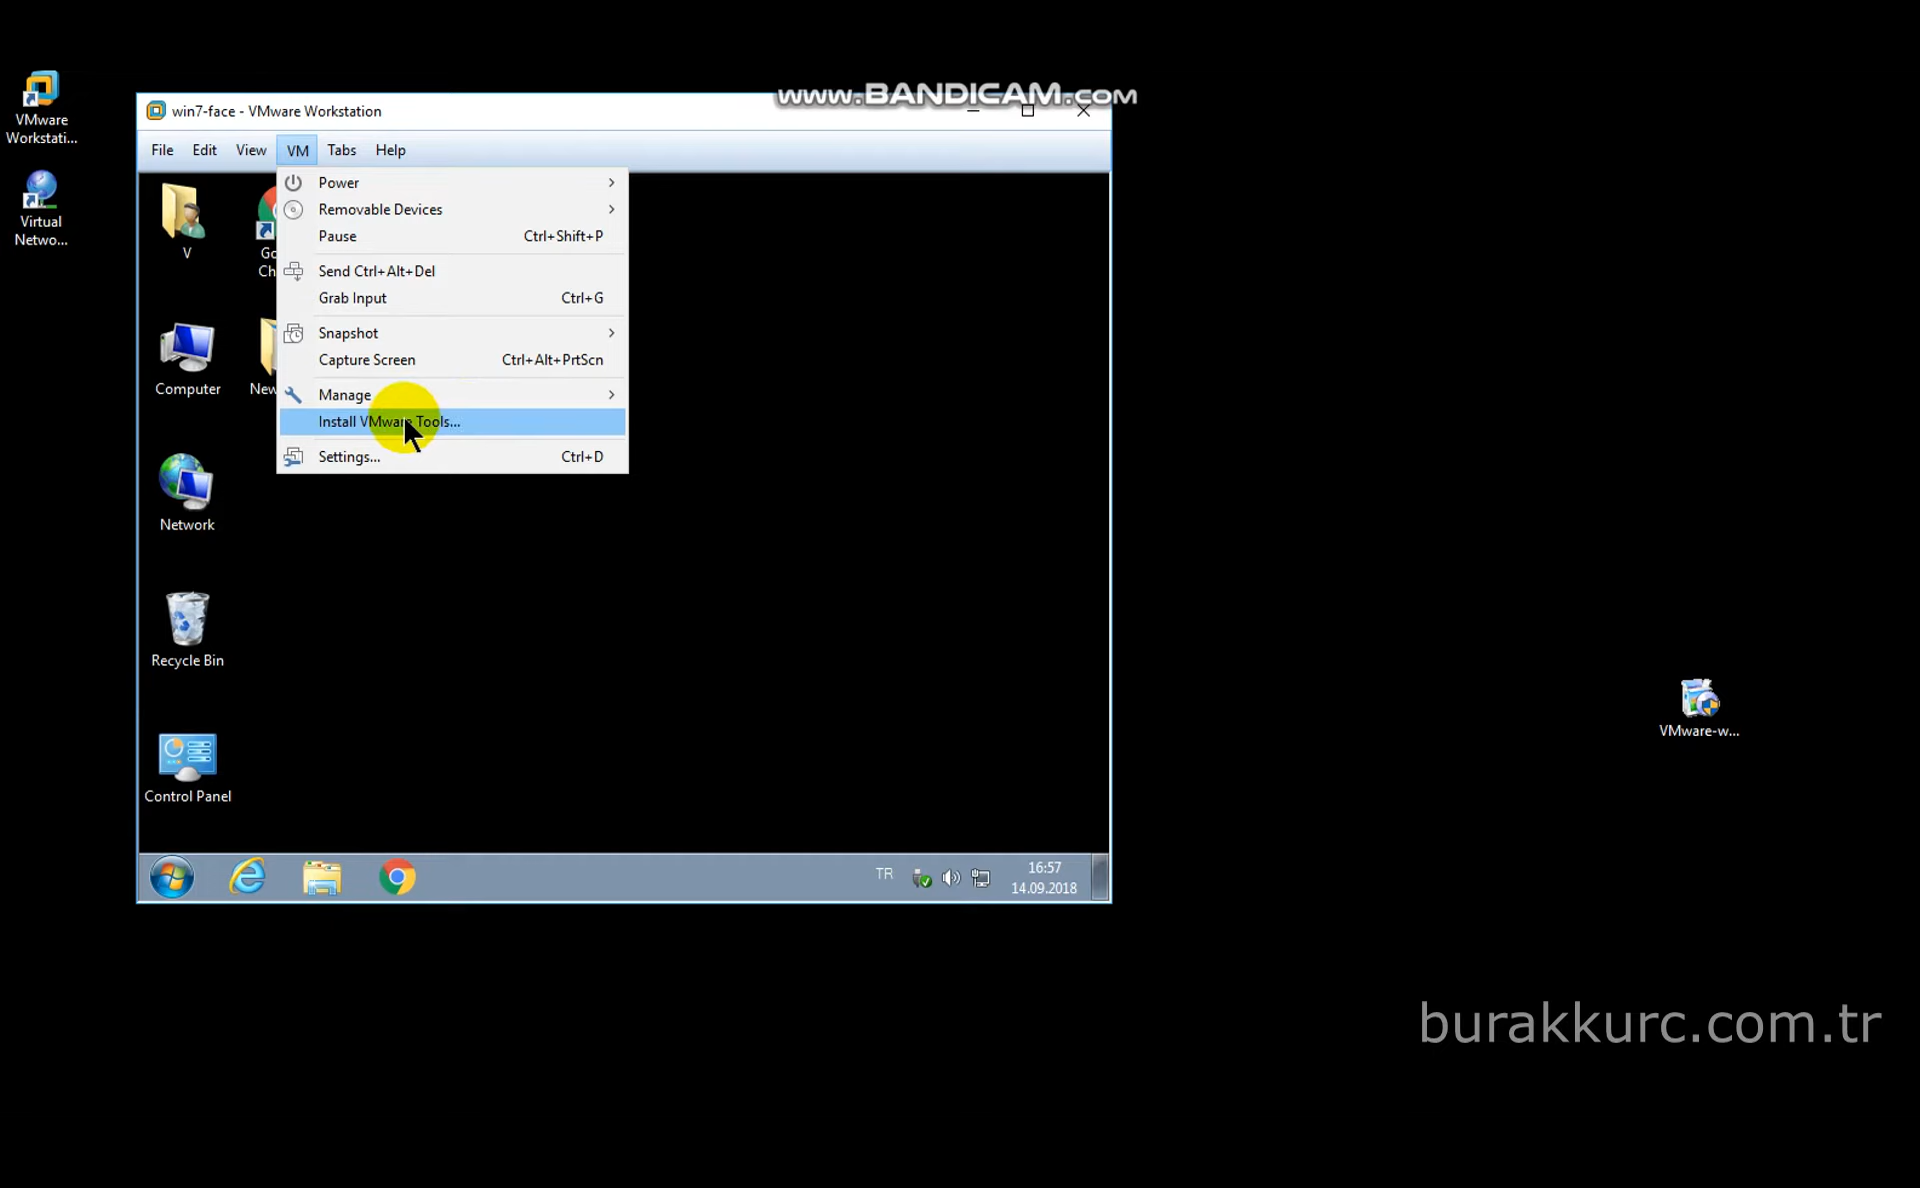 www.BANDICAM.com
VMware
Workstati...
Virtual
Netwo...
win7-face - VMware Workstation
File Edit View VM Tabs Help
Power
Removable Devices
Pause Ctrl+Shift+P
Send Ctrl+Alt+Del
Grab Input Ctrl+G
Snapshot
Capture Screen Ctrl+Alt+PrtScn
Manage
Install VMware Tools...
Settings... Ctrl+D
V
Go
Ch
Computer
New
Network
Recycle Bin
Control Panel
TR
16:57
14.09.2018
VMware-w...
burakkurc.com.tr